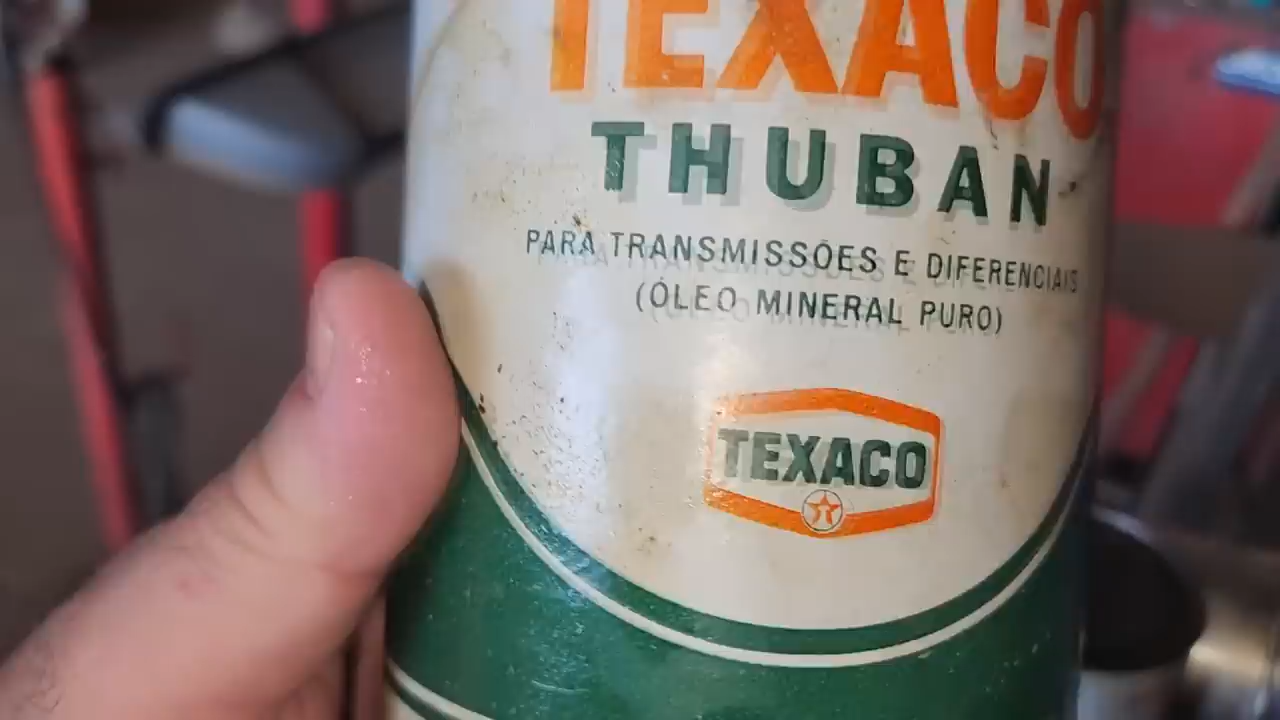 TEXACO
THUBAN
PARA TRANSMISSÕES E DIFERENCIAIS
(ÓLEO MINERAL PURO)
TEXACO
T